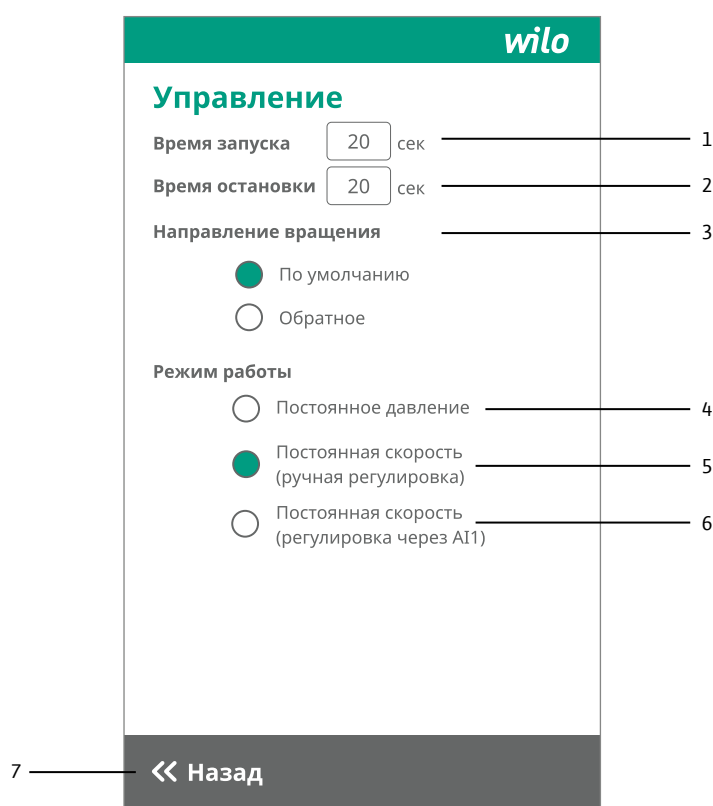 wilo
Управление
Время запуска 20 сек 1
Время остановки 20 сек 2
Направление вращения 3
По умолчанию
Обратное
Режим работы
Постоянное давление 4
Постоянная скорость
(ручная регулировка) 5
Постоянная скорость
(регулировка через AI1) 6
7 Назад